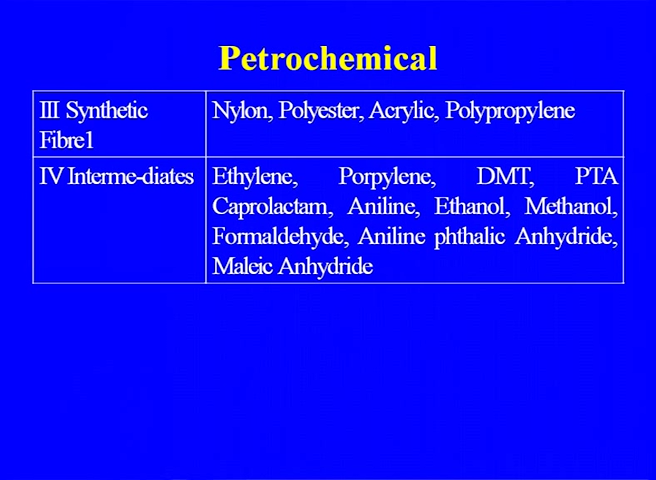 Petrochemical
III Synthetic
Fibre1
Nylon, Polyester, Acrylic, Polypropylene
IV Interme-diates
Ethylene, Porpylene, DMT, PTA
Caprolactam, Aniline, Ethanol, Methanol,
Formaldehyde, Aniline phthalic Anhydride,
Maleic Anhydride